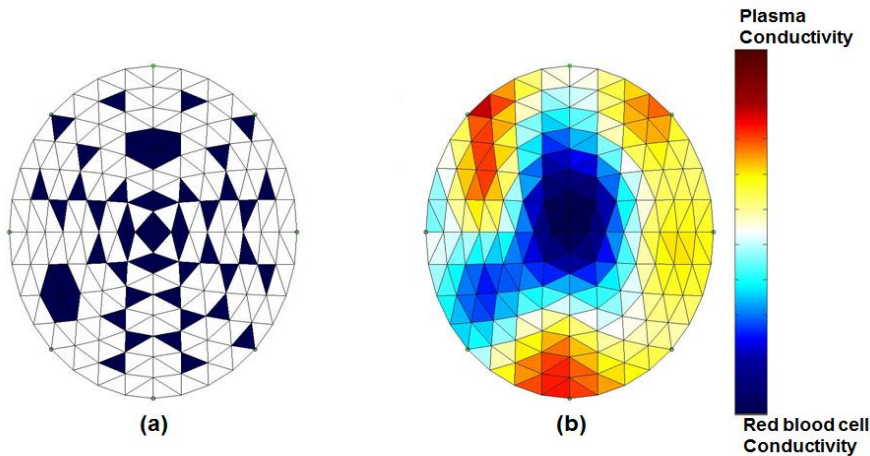 Plasma
Conductivity
(a)
(b)
Red blood cell
Conductivity